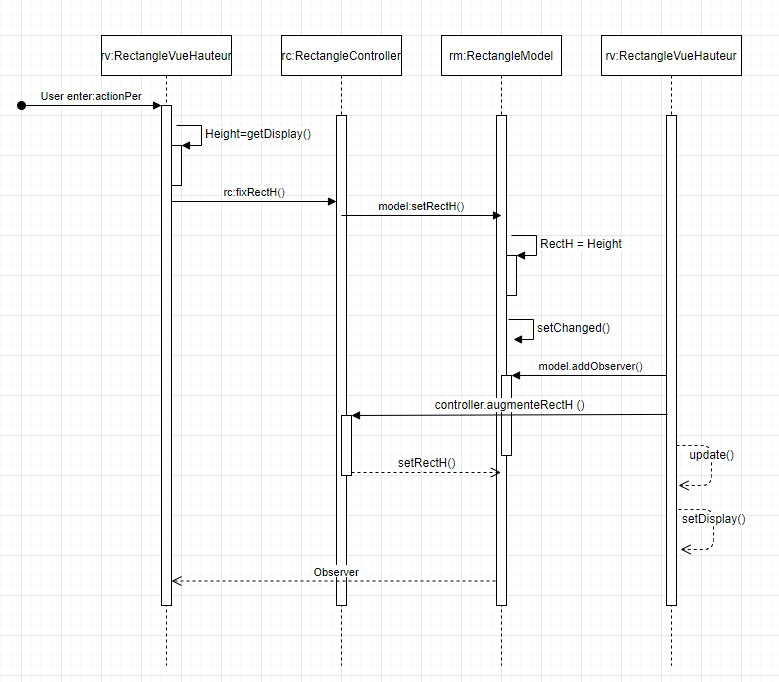 rv:RectangleVueHauteur
rc:RectangleController
rm:RectangleModel
rv:RectangleVueHauteur
User enter:actionPer
Height=getDisplay()
rc:fixRectH()
model:setRectH()
RectH = Height
setChanged()
model.addObserver()
controller.augmenteRectH ()
update()
setRectH()
setDisplay()
Observer